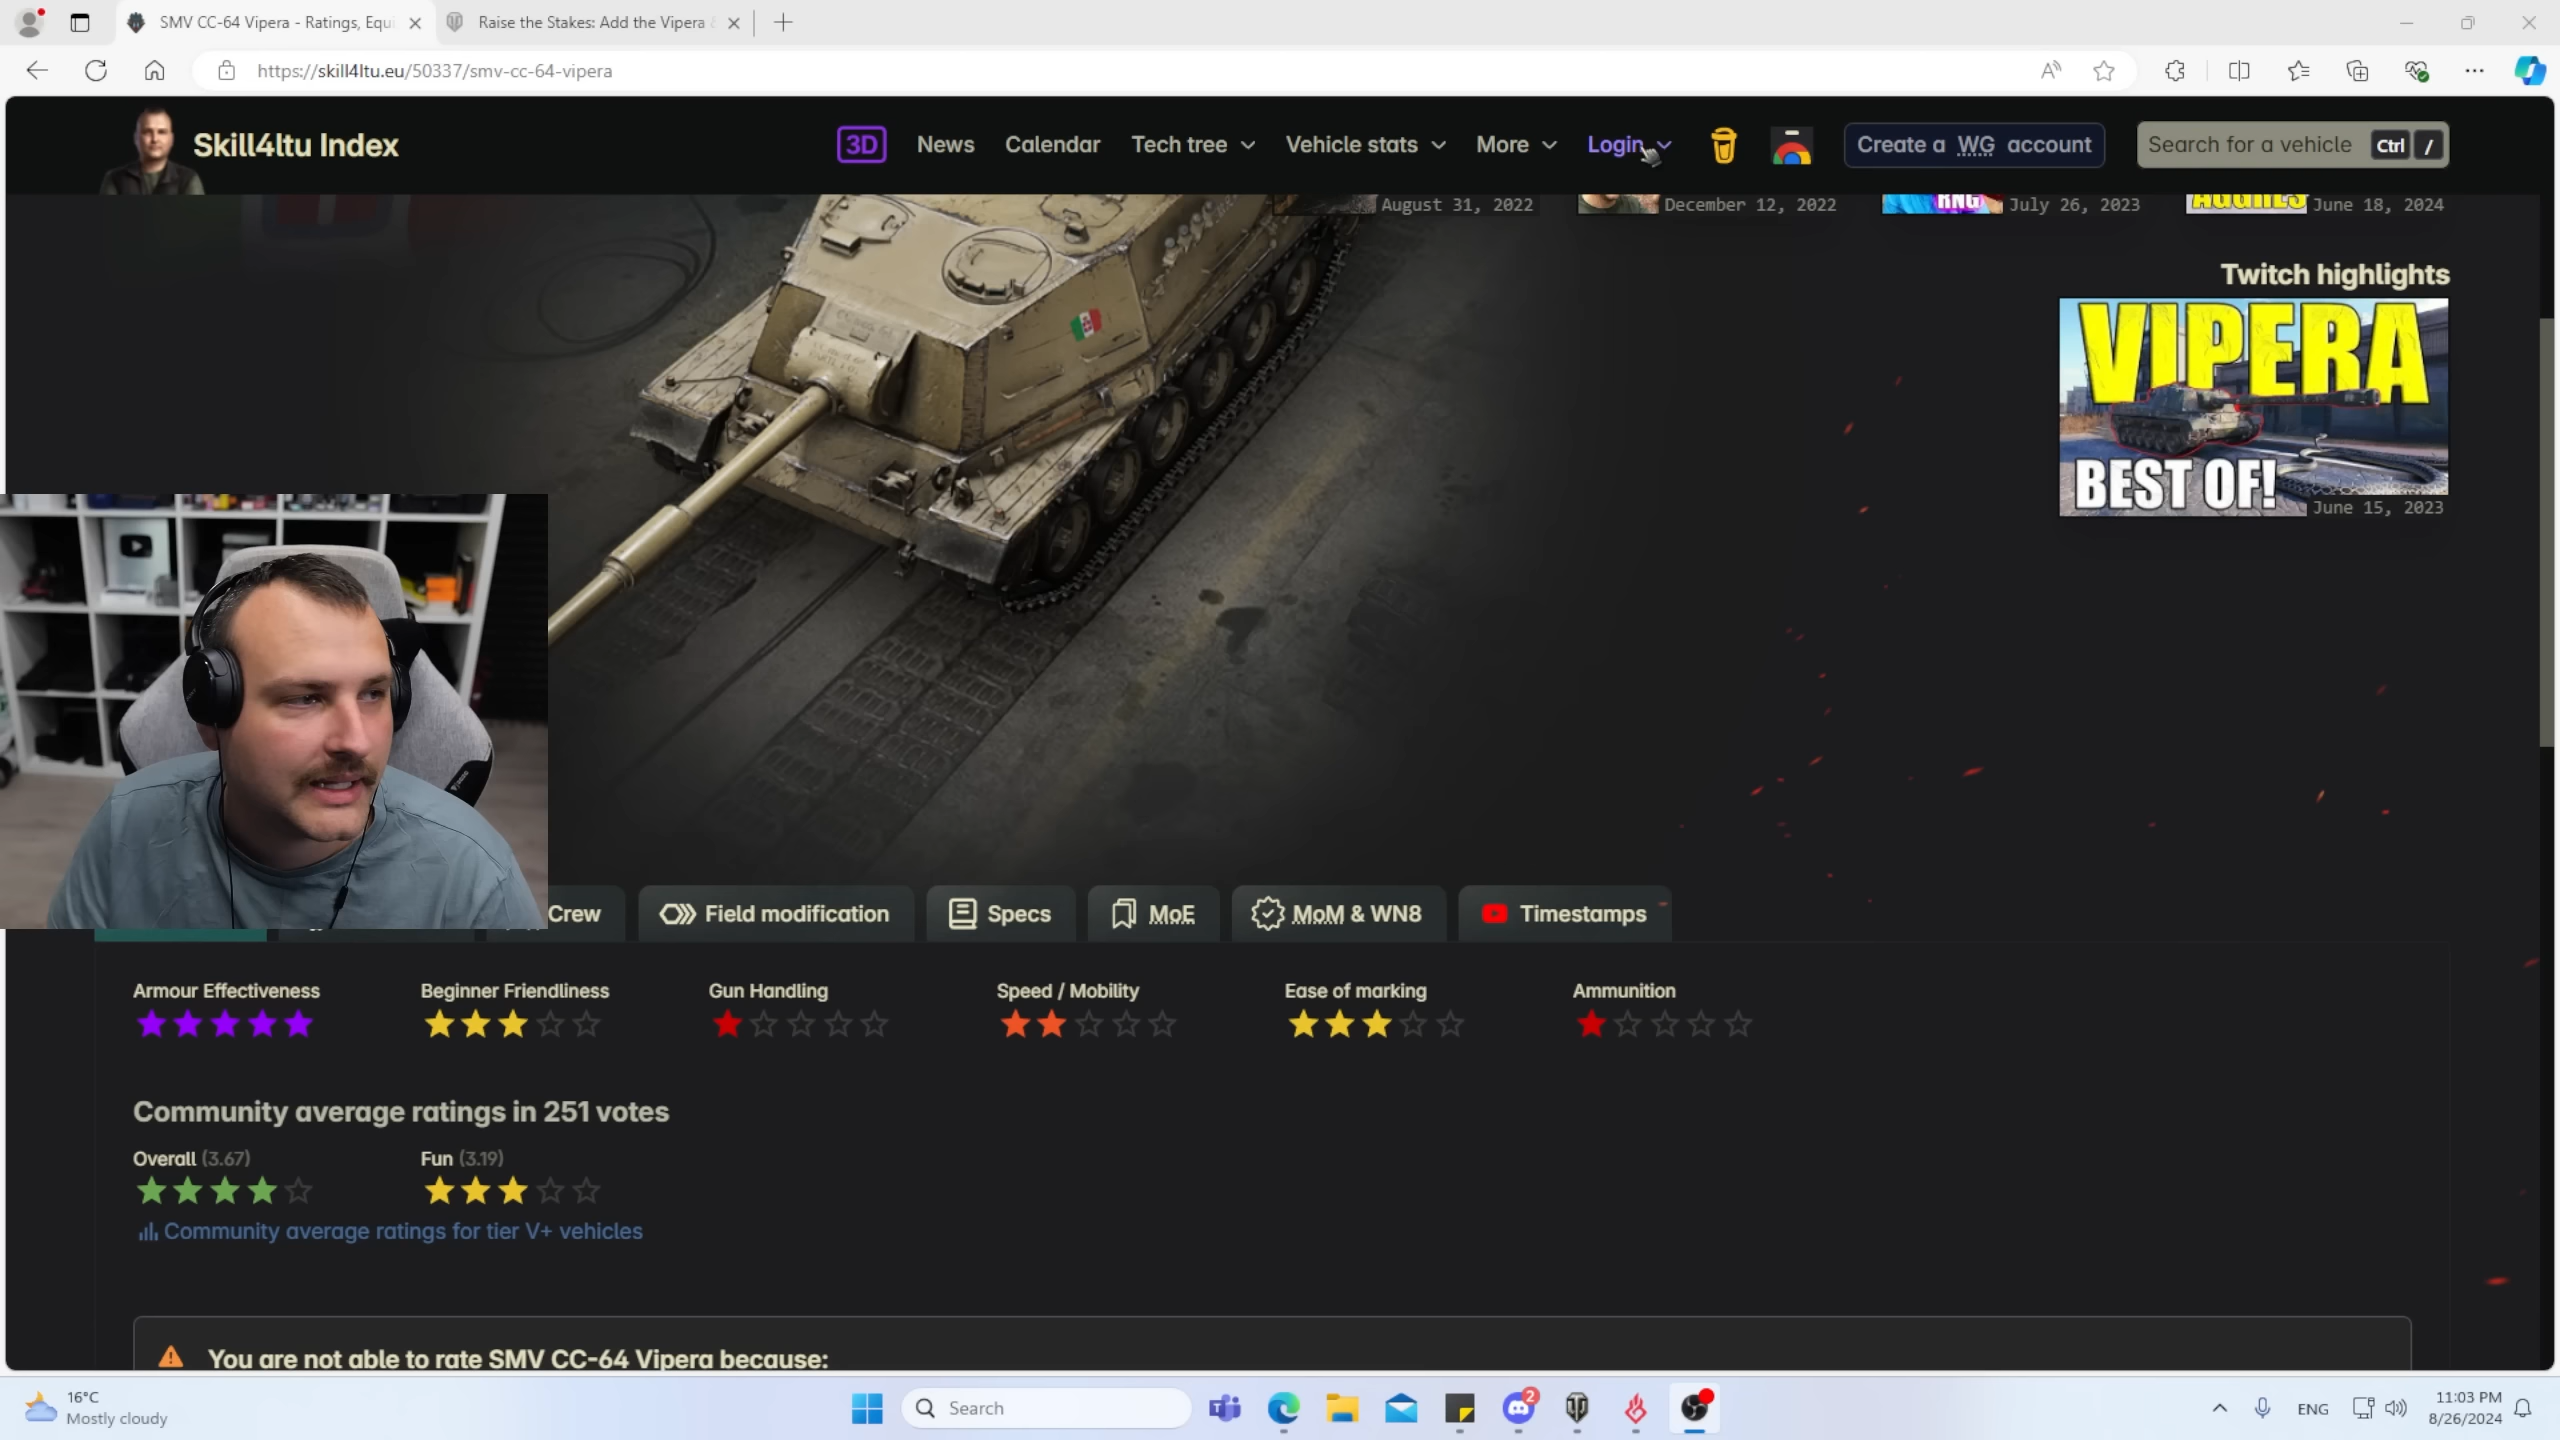 SMV CC-64 Vipera - Ratings, Equi
Raise the Stakes: Add the Vipera
https://skill4ltu.eu/50337/smv-cc-64-vipera
Skill4ltu Index
3D
News
Calendar
Tech tree
Vehicle stats
More
Login
Create a WG account
Search for a vehicle Ctrl /
August 31, 2022
December 12, 2022
RNG
July 26, 2023
June 18, 2024
Twitch highlights
VIPERA
BEST OF!
June 15, 2023
Crew
Field modification
Specs
MoE
MoM & WN8
Timestamps
Armour Effectiveness
Beginner Friendliness
Gun Handling
Speed / Mobility
Ease of marking
Ammunition
Community average ratings in 251 votes
Overall (3.67)
Fun (3.19)
Community average ratings for tier V+ vehicles
You are not able to rate SMV CC-64 Vipera because:
16°C
Mostly cloudy
Search
2
ENG
11:03 PM
8/26/2024